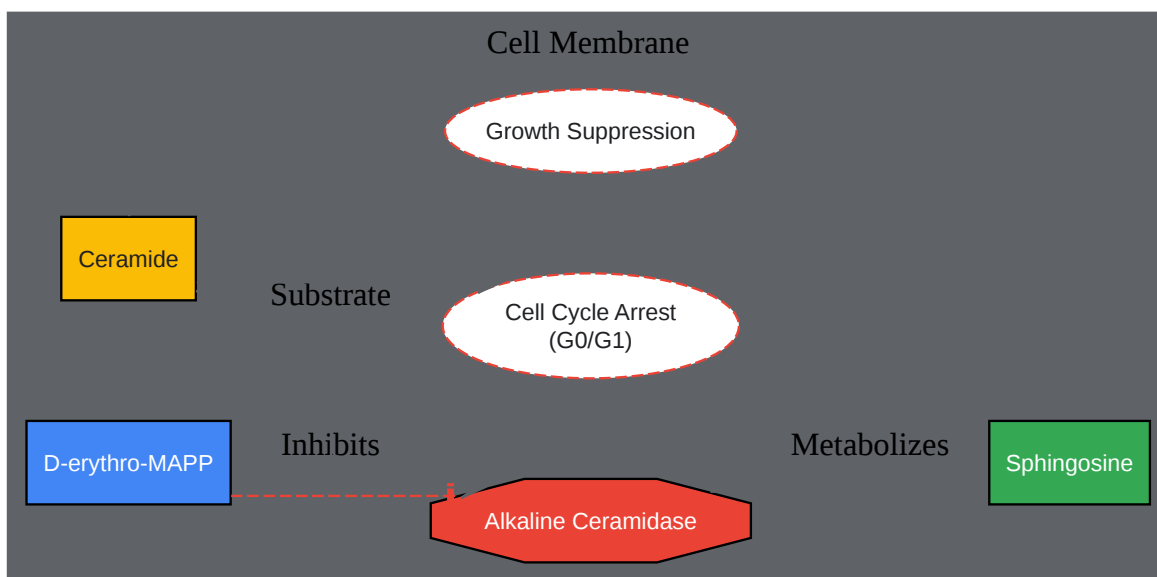 Cell Membrane
Growth Suppression
Ceramide
Substrate
Cell Cycle Arrest
(G0/G1)
Inhibits
Metabolizes
D-erythro-MAPP
Sphingosine
Alkaline Ceramidase